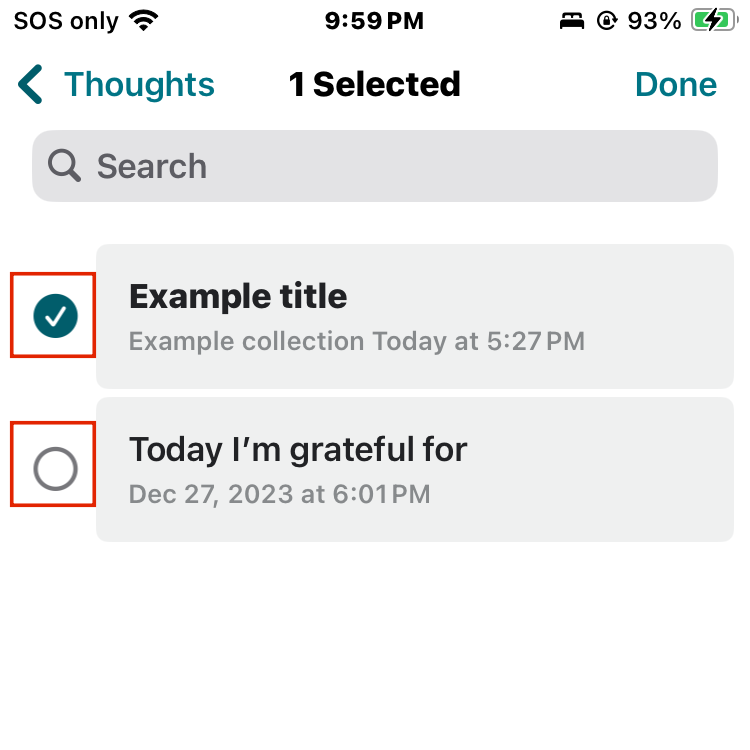 SOS only 9:59 PM 93%
Thoughts 1 Selected Done
Search
Example title
Example collection Today at 5:27 PM
Today I’m grateful for
Dec 27, 2023 at 6:01 PM